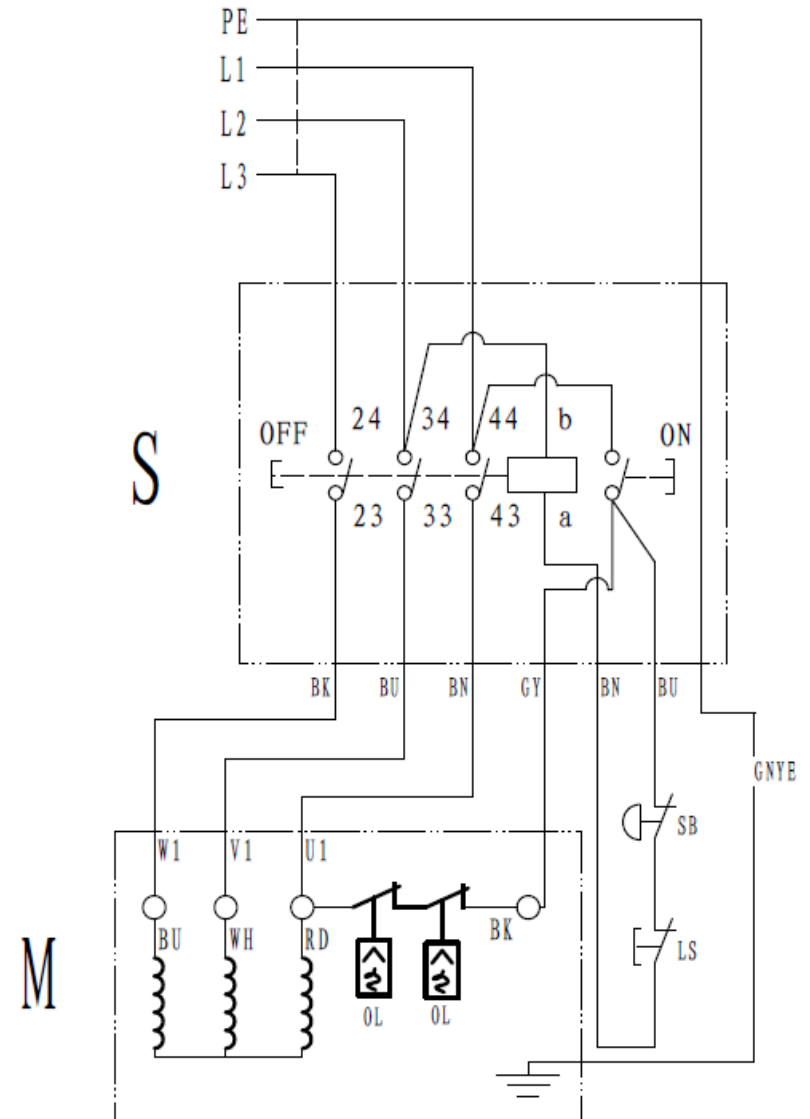 PE
L1
L2
L3
S
OFF
24
34
44
b
ON
23
33
43
a
BK
BU
BN
GY
BN
BU
GNYE
SB
W1
V1
U1
M
BU
WH
RD
BK
LS
OL
OL